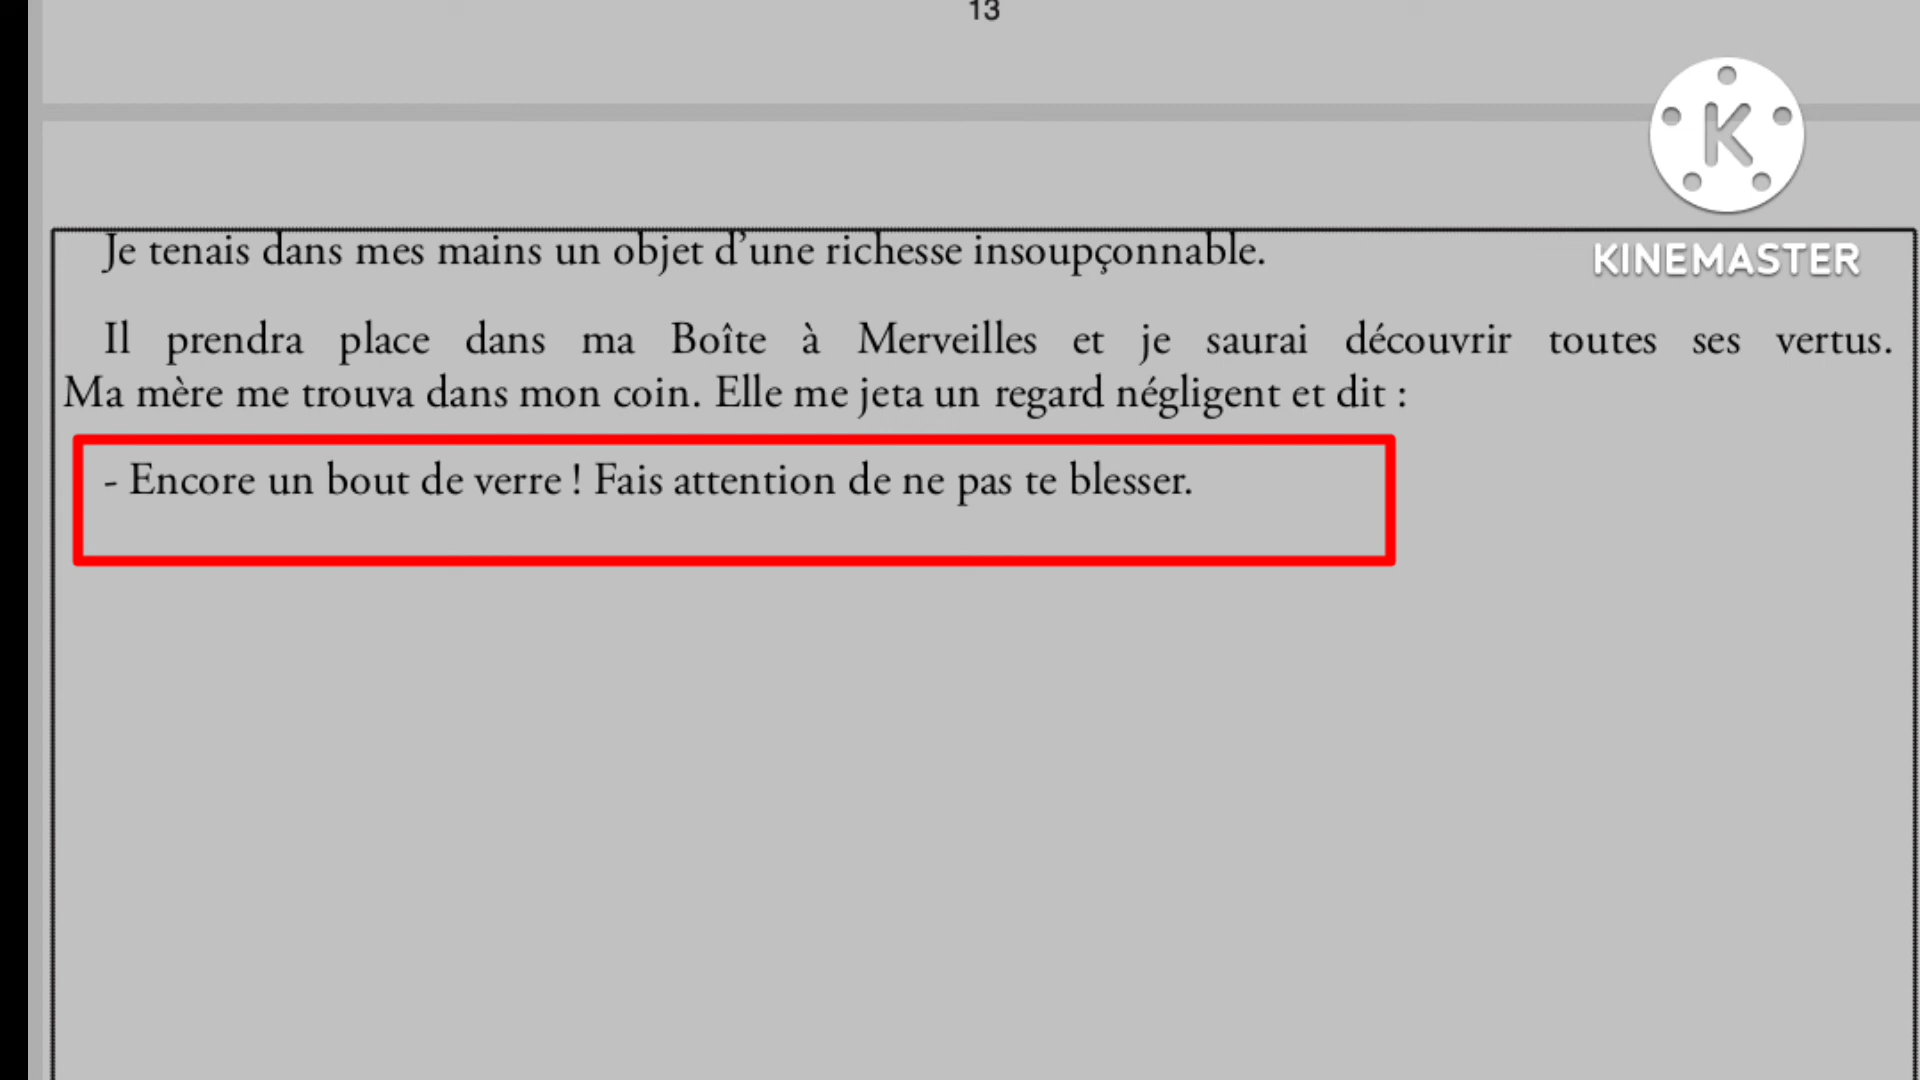 13
K
KINEMASTER
Je tenais dans mes mains un objet d’une richesse insoupçonnable.
Il prendra place dans ma Boîte à Merveilles et je saurai découvrir toutes ses vertus.
Ma mère me trouva dans mon coin. Elle me jeta un regard négligent et dit :
- Encore un bout de verre ! Fais attention de ne pas te blesser.